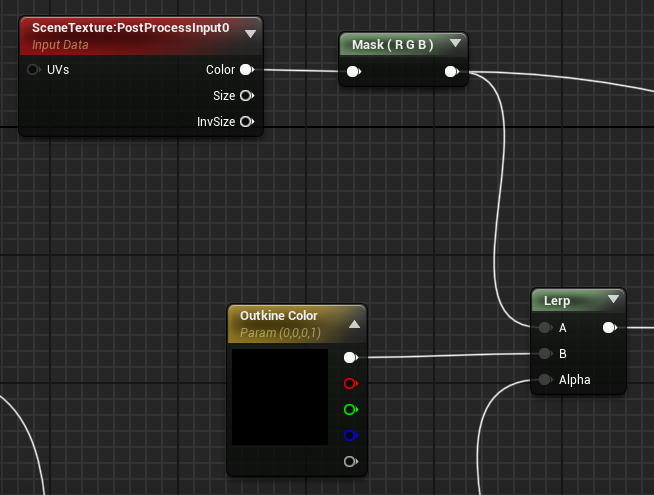 SceneTexture:PostProcessInput0
Input Data
UVs
Color
Size
InvSize
Mask ( R G B )
Outkine Color
Param (0,0,0,1)
Lerp
A
B
Alpha